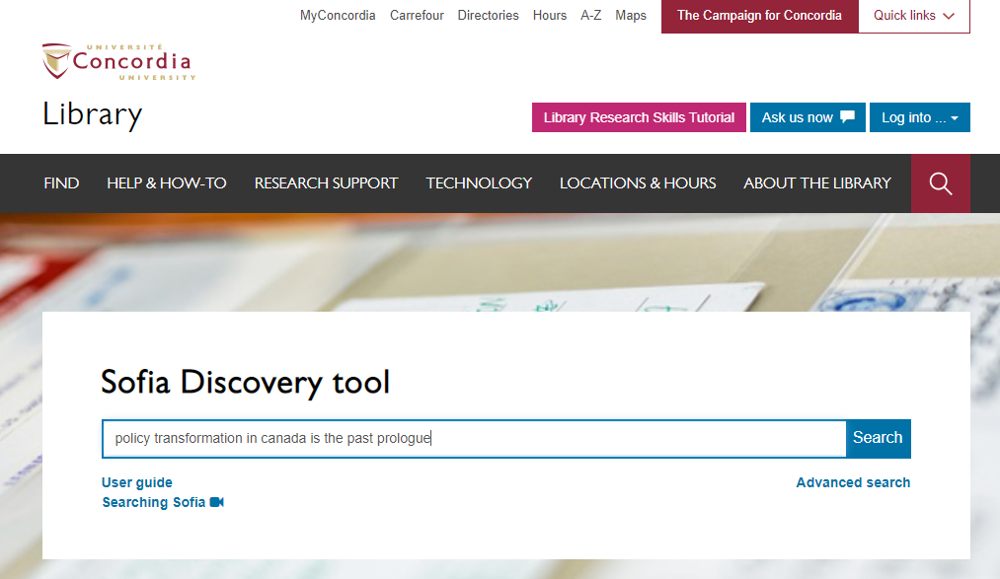 MyConcordia Carrefour Directories Hours A-Z Maps The Campaign for Concordia Quick links
UNIVERSITÉ
Concordia
UNIVERSITY
Library
Library Research Skills Tutorial Ask us now Log into ...
FIND HELP & HOW-TO RESEARCH SUPPORT TECHNOLOGY LOCATIONS & HOURS ABOUT THE LIBRARY
Sofia Discovery tool
policy transformation in canada is the past prologue Search
User guide Advanced search
Searching Sofia